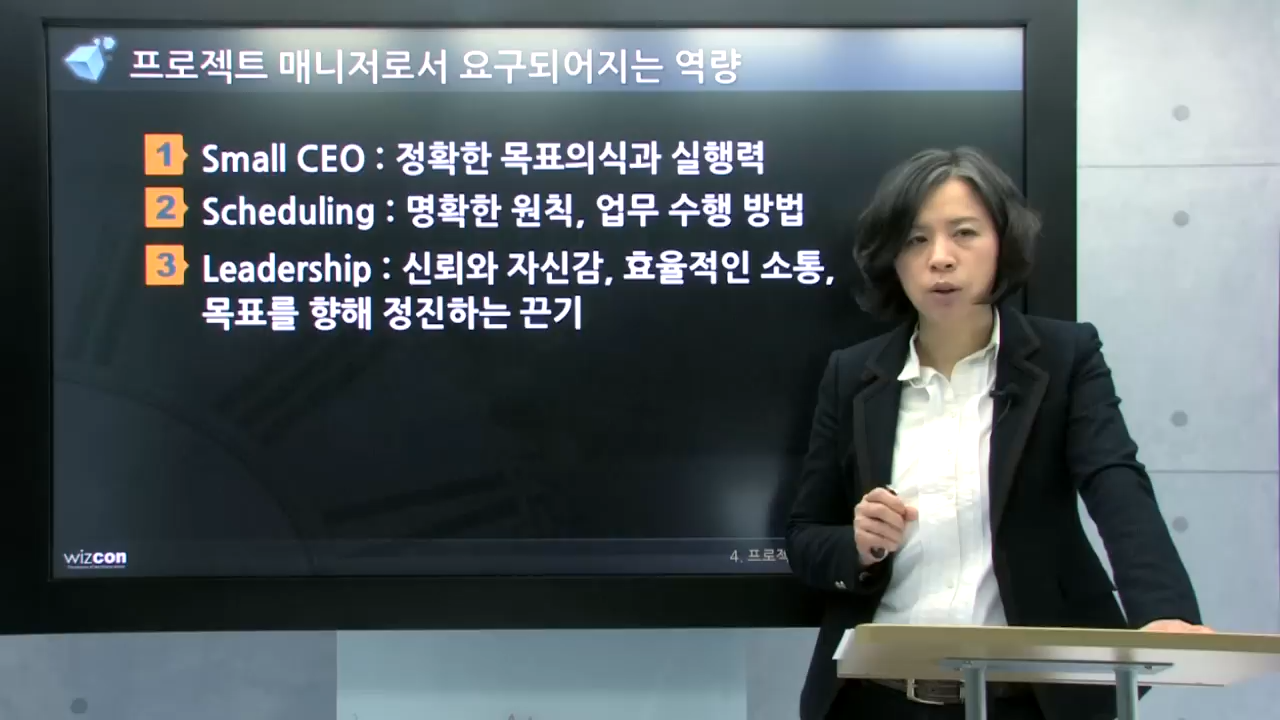 프로젝트 매니저로서 요구되어지는 역량
1 Small CEO : 정확한 목표의식과 실행력
2 Scheduling : 명확한 원칙, 업무 수행 방법
3 Leadership : 신뢰와 자신감, 효율적인 소통,
목표를 향해 정진하는 끈기
wizcon
4. 프로젝